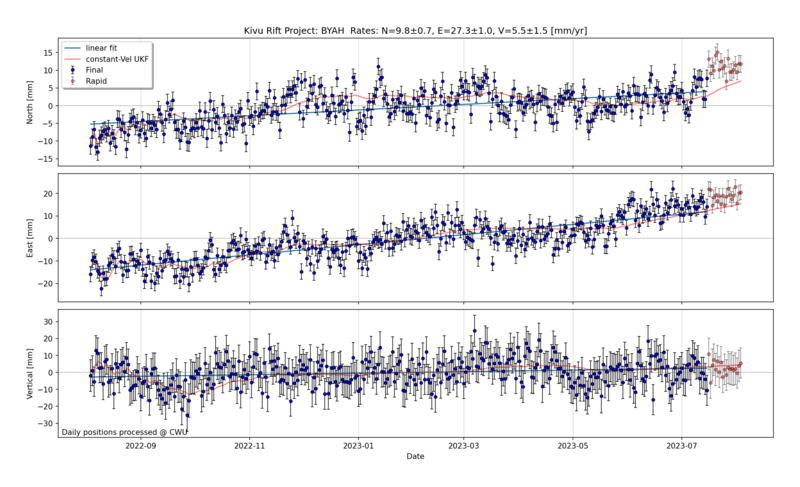 Kivu Rift Project: BYAH  Rates: N=9.8±0.7, E=27.3±1.0, V=5.5±1.5 [mm/yr]
linear fit
constant-Vel UKF
Final
Rapid
15
10
5
0
−5
−10
−15
North [mm]
20
10
0
−10
−20
East [mm]
30
20
10
0
−10
−20
−30
Vertical [mm]
Daily positions processed @ CWU
2022-09
2022-11
2023-01
2023-03
2023-05
2023-07
Date